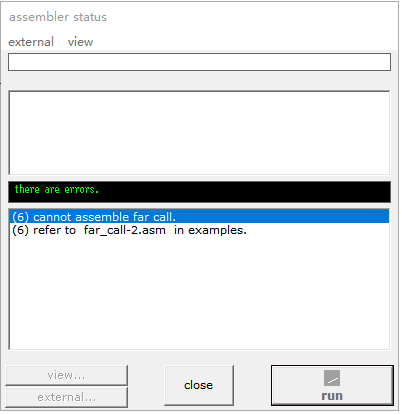 assembler status
external view
there are errors.
(6) cannot assemble far call.
(6) refer to far_call-2.asm in examples.
view...
external...
close
run